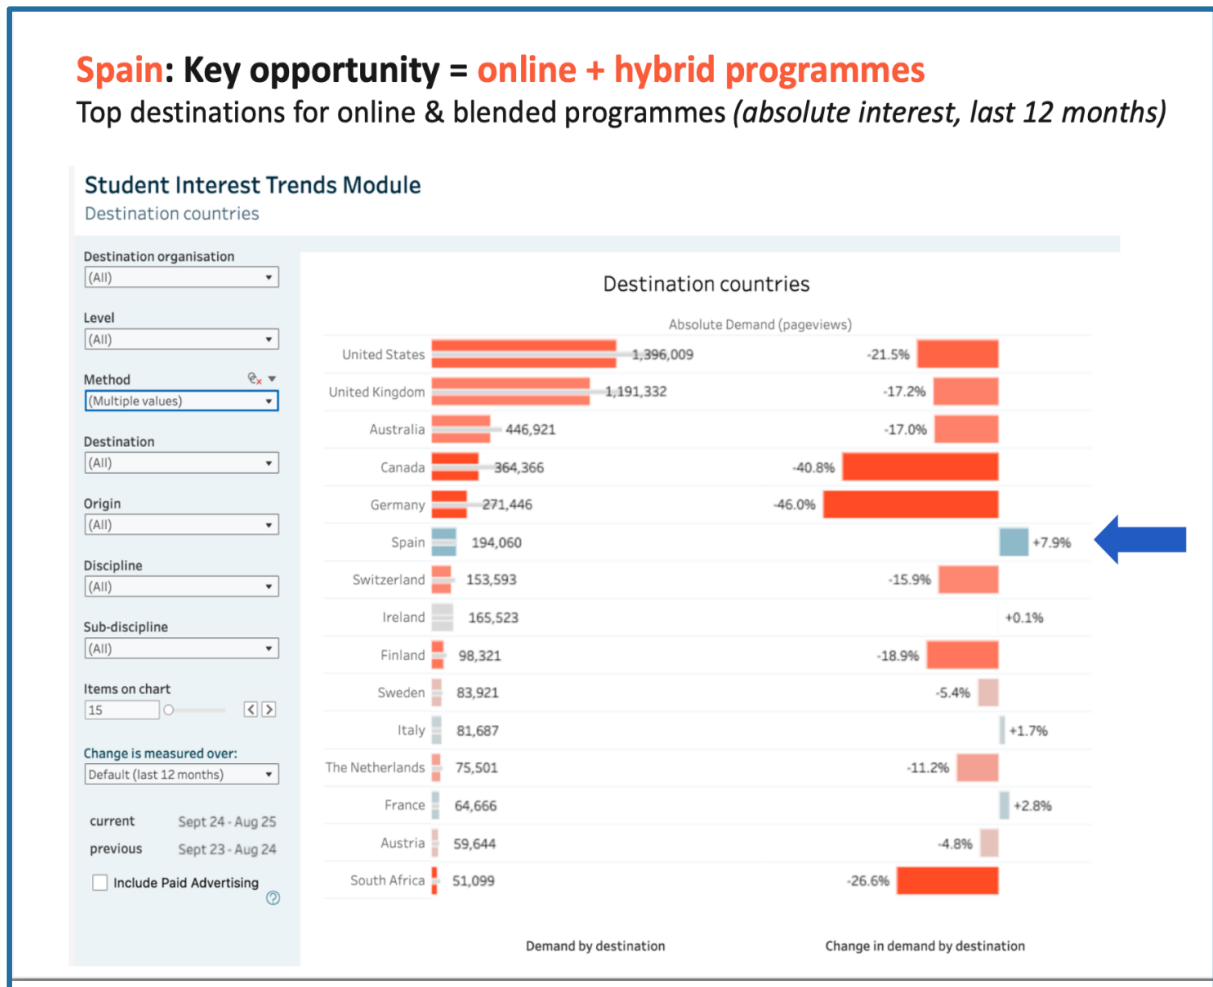 Spain: Key opportunity = online + hybrid programmes
Top destinations for online & blended programmes (absolute interest, last 12 months)
Student Interest Trends Module
Destination countries
Destination organisation
(All)
Level
(All)
Method
(Multiple values)
Destination
(All)
Origin
(All)
Discipline
(All)
Sub-discipline
(All)
Items on chart
15
Change is measured over:
Default (last 12 months)
current Sept 24 - Aug 25
previous Sept 23 - Aug 24
Include Paid Advertising
Destination countries
Absolute Demand (pageviews)
United States 1,396,009 -21.5%
United Kingdom 1,191,332 -17.2%
Australia 446,921 -17.0%
Canada 364,366 -40.8%
Germany 271,446 -46.0%
Spain 194,060 +7.9%
Switzerland 153,593 -15.9%
Ireland 165,523 +0.1%
Finland 98,321 -18.9%
Sweden 83,921 -5.4%
Italy 81,687 +1.7%
The Netherlands 75,501 -11.2%
France 64,666 +2.8%
Austria 59,644 -4.8%
South Africa 51,099 -26.6%
Demand by destination Change in demand by destination